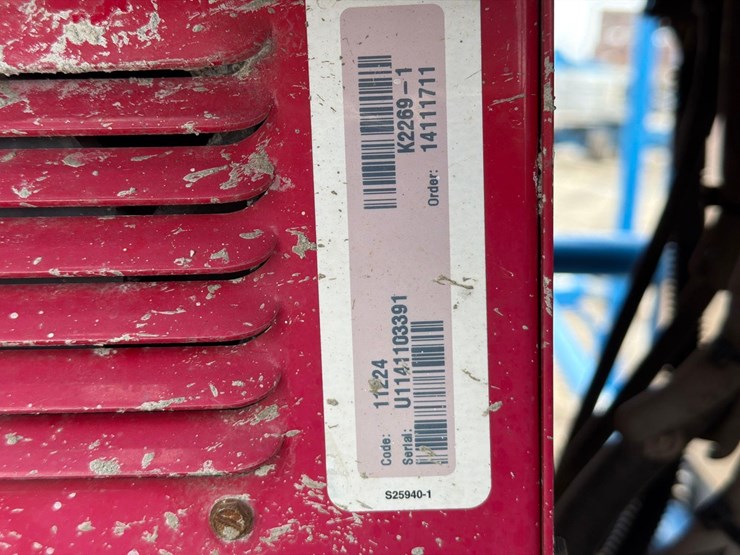 K2269-1
Order: 14111711
Code: 11224
Serial: U1141103391
S25940-1